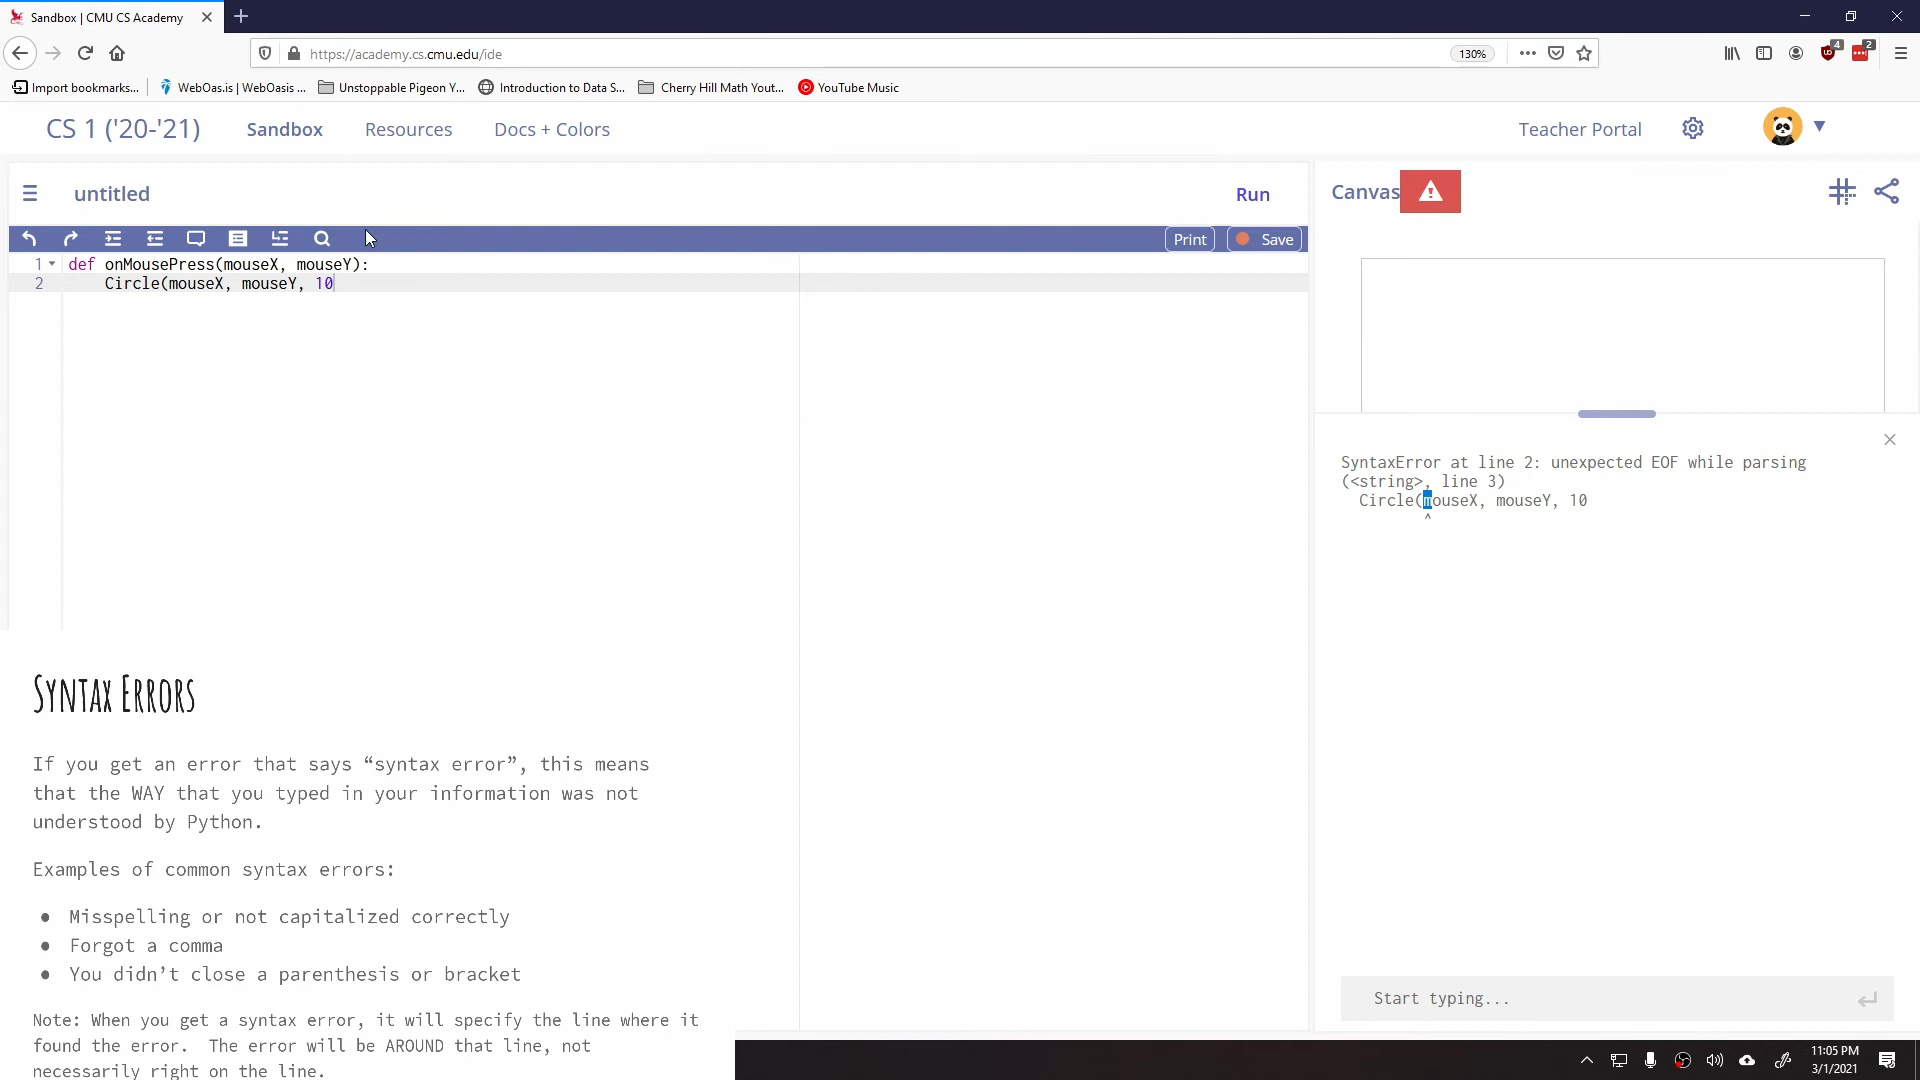 Sandbox | CMU CS Academy
https://academy.cs.cmu.edu/ide
130%
4
2
Import bookmarks...
WebOas.is | WebOasis ...
Unstoppable Pigeon Y...
Introduction to Data S...
Cherry Hill Math Yout...
YouTube Music
CS 1 ('20-'21)
Sandbox
Resources
Docs + Colors
Teacher Portal
untitled
Run
Canvas
Print
Save
1 def onMousePress(mouseX, mouseY):
2 Circle(mouseX, mouseY, 10
SyntaxError at line 2: unexpected EOF while parsing
(<string>, line 3)
Circle(mouseX, mouseY, 10
^
Start typing...
Syntax Errors
If you get an error that says “syntax error”, this means
that the WAY that you typed in your information was not
understood by Python.
Examples of common syntax errors:
● Misspelling or not capitalized correctly
● Forgot a comma
● You didn’t close a parenthesis or bracket
Note: When you get a syntax error, it will specify the line where it
found the error. The error will be AROUND that line, not
necessarily right on the line.
11:05 PM
3/1/2021